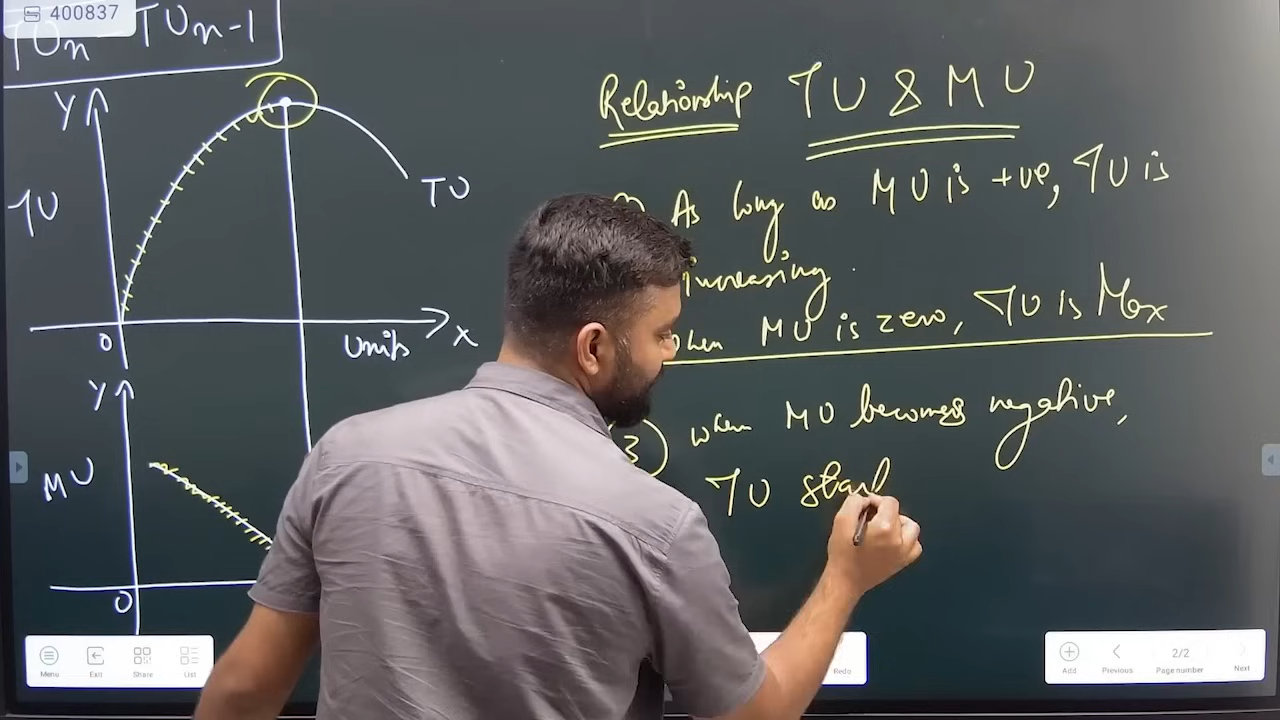 400837
TUn - TUn-1
Relationship TU & MU
As long as MU is +ve, TU is
increasing.
when MU is zero, TU is Max
(3) when MU becomes negative,
TU start
Y
TU
TU
0
Units X
Y
MU
0
Menu Exit Share List
Redo
Add Previous 2/2 Page number Next